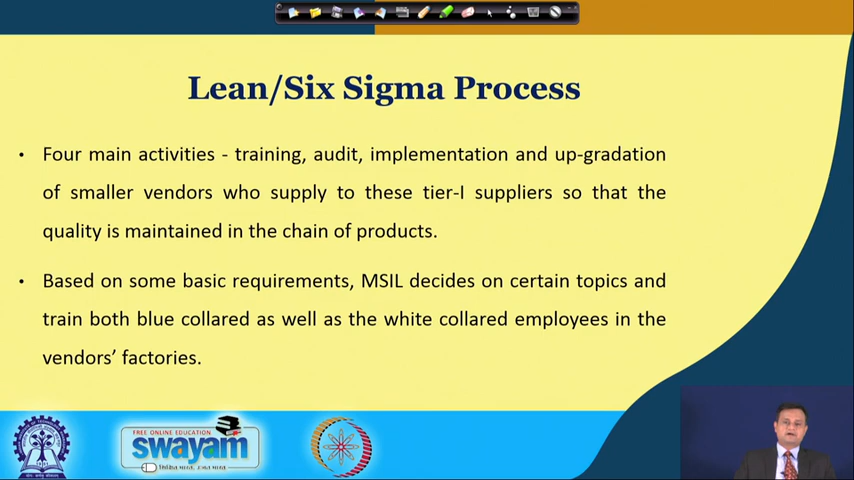 Lean/Six Sigma Process
• Four main activities - training, audit, implementation and up-gradation
of smaller vendors who supply to these tier-I suppliers so that the
quality is maintained in the chain of products.
• Based on some basic requirements, MSIL decides on certain topics and
train both blue collared as well as the white collared employees in the
vendors’ factories.
FREE ONLINE EDUCATION
swayam